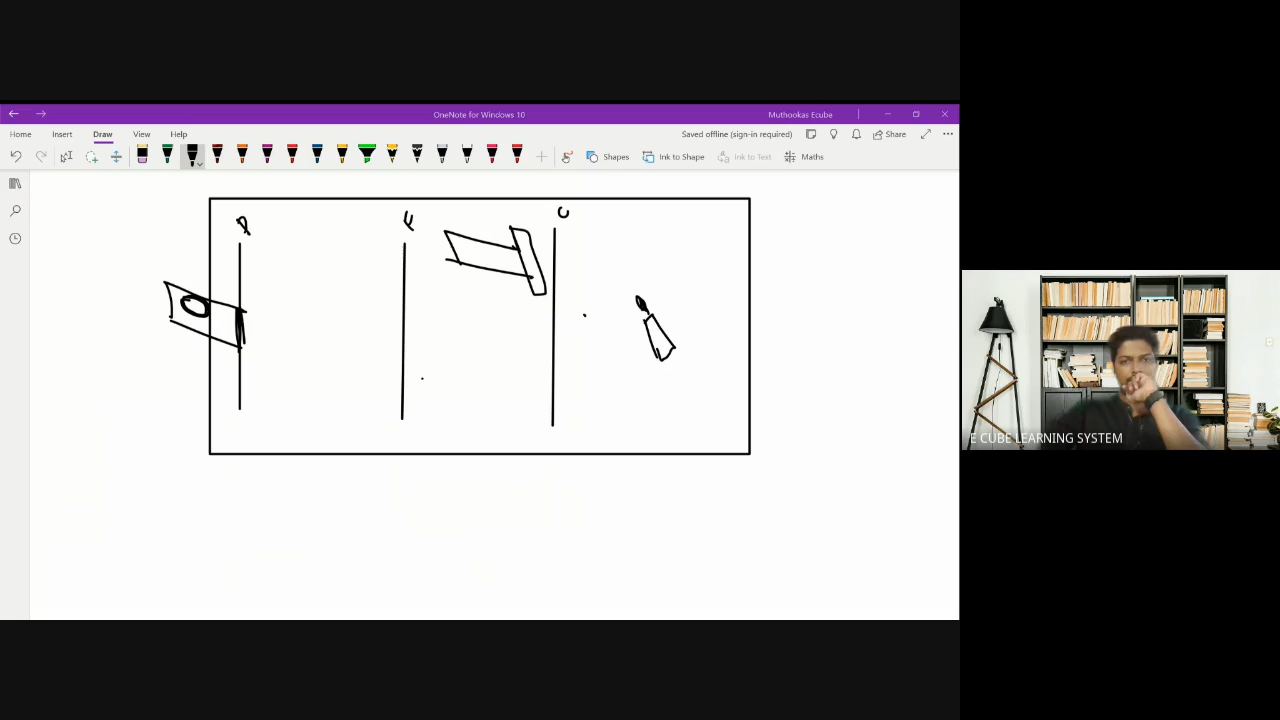 OneNote for Windows 10
Muthookas Ecube
Home Insert Draw View Help
Saved offline (sign-in required)
Share
Shapes
Ink to Shape
Ink to Text
Maths
P F C
E CUBE LEARNING SYSTEM